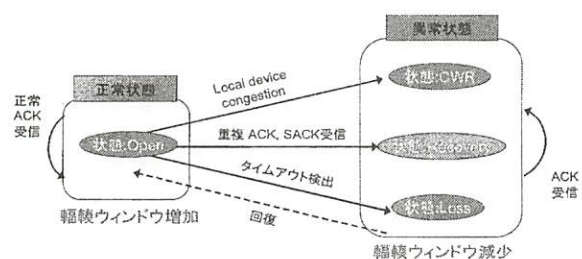 異常状態
正常状態
Local device
congestion
状態:CWR
正常
ACK
受信
状態:Open
重複 ACK, SACK受信
状態:Recovery
タイムアウト検出
状態:Loss
ACK
受信
回復
輻輳ウィンドウ増加
輻輳ウィンドウ減少